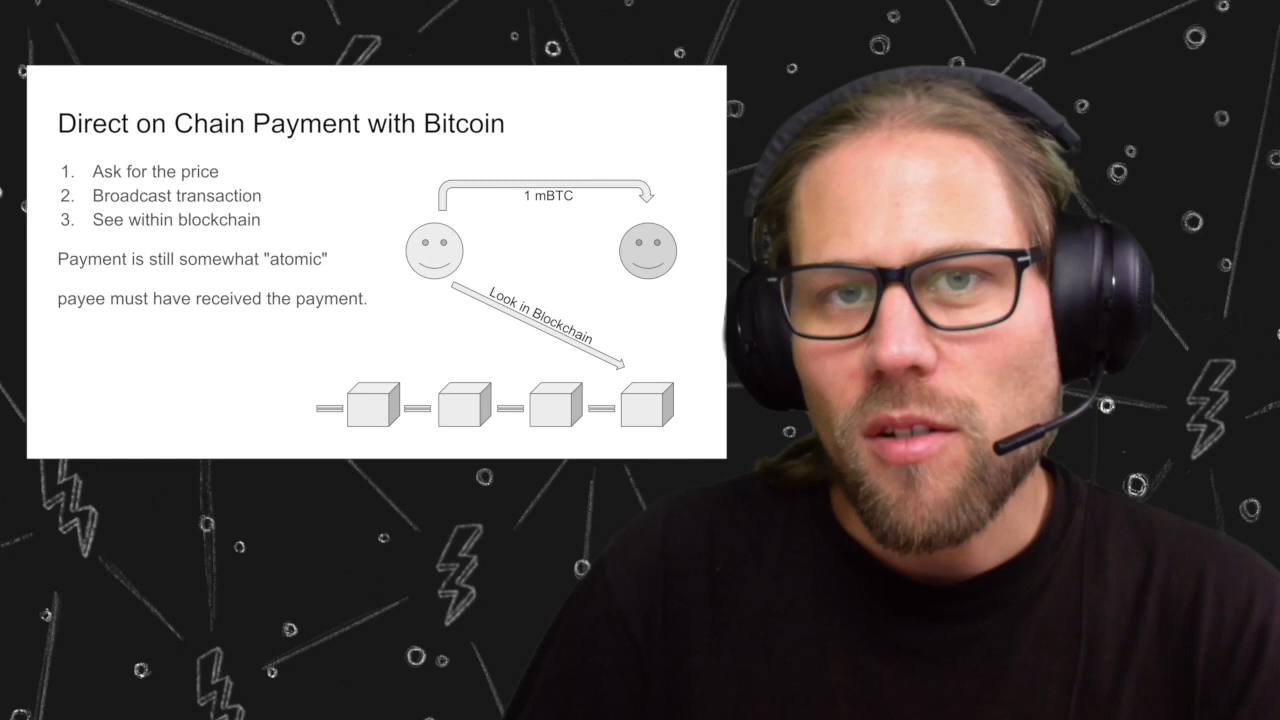 Direct on Chain Payment with Bitcoin
1. Ask for the price
2. Broadcast transaction
3. See within blockchain
Payment is still somewhat "atomic"
payee must have received the payment.
1 mBTC
Look in Blockchain